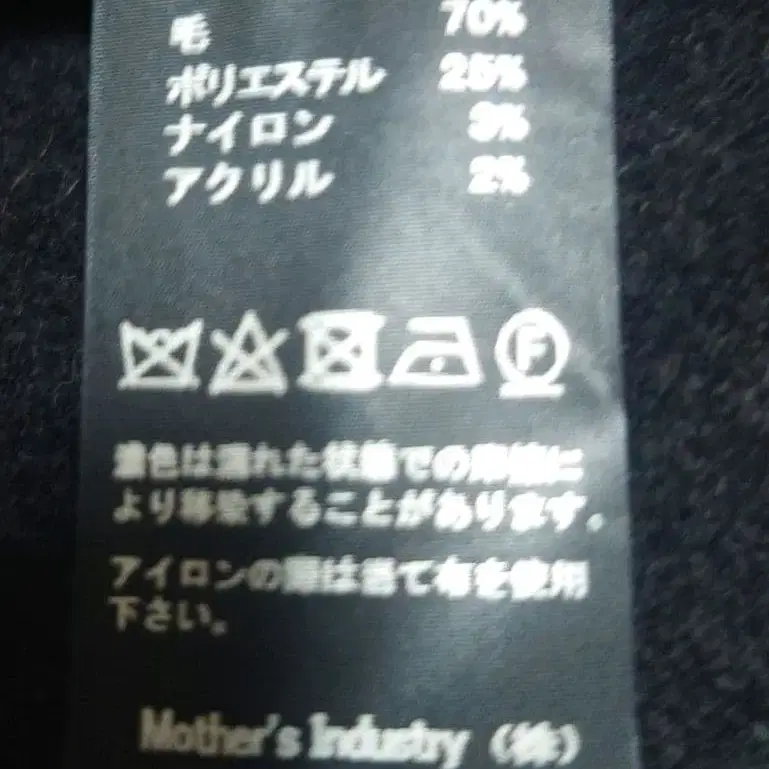 毛 70%
ポリエステル 25%
ナイロン 3%
アクリル 2%
F
濃色は濡れた状態での摩擦に
より移染することがあります。
アイロンの際は当て布を使用
下さい。
Mother's Industry (株)